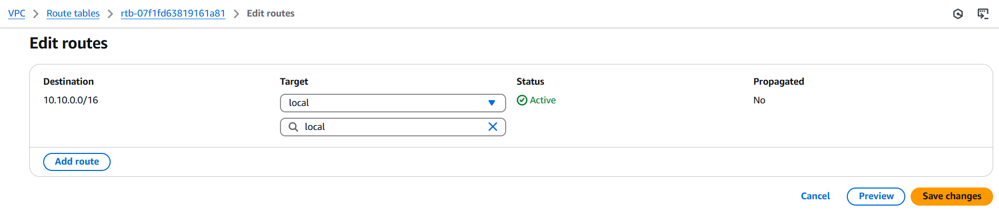 VPC > Route tables > rtb-07f1fd63819161a81 > Edit routes
Edit routes
Destination Target Status Propagated
10.10.0.0/16 local Active No
local
Add route
Cancel Preview Save changes